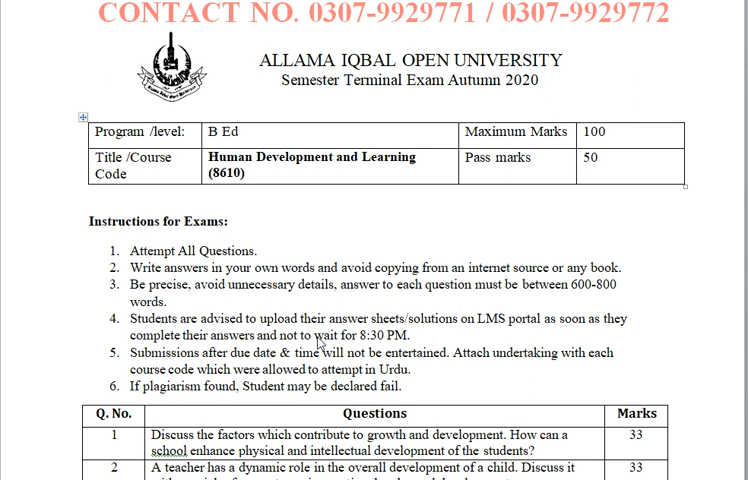 CONTACT NO. 0307-9929771 / 0307-9929772
ALLAMA IQBAL OPEN UNIVERSITY
Semester Terminal Exam Autumn 2020
Program /level: B Ed Maximum Marks 100
Title /Course Code Human Development and Learning (8610) Pass marks 50
Instructions for Exams:
1. Attempt All Questions.
2. Write answers in your own words and avoid copying from an internet source or any book.
3. Be precise, avoid unnecessary details, answer to each question must be between 600-800
words.
4. Students are advised to upload their answer sheets/solutions on LMS portal as soon as they
complete their answers and not to wait for 8:30 PM.
5. Submissions after due date & time will not be entertained. Attach undertaking with each
course code which were allowed to attempt in Urdu.
6. If plagiarism found, Student may be declared fail.
Q. No. Questions Marks
1 Discuss the factors which contribute to growth and development. How can a 33
school enhance physical and intellectual development of the students?
2 A teacher has a dynamic role in the overall development of a child. Discuss it 33